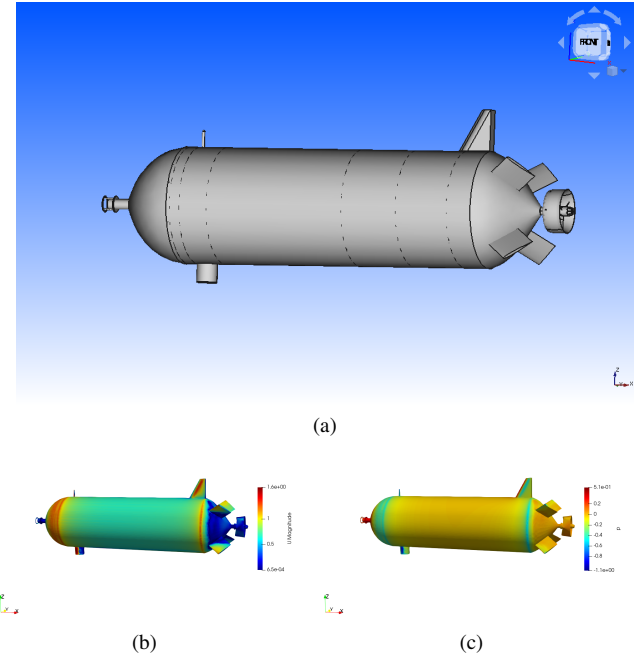 FRONT
Z
Y X
(a)
1.6e+00
1
0.5
6.5e-04
U Magnitude
Z
Y X
(b)
5.1e-01
0.2
0
-0.2
-0.4
-0.6
-0.8
-1.1e+00
p
Z
Y X
(c)